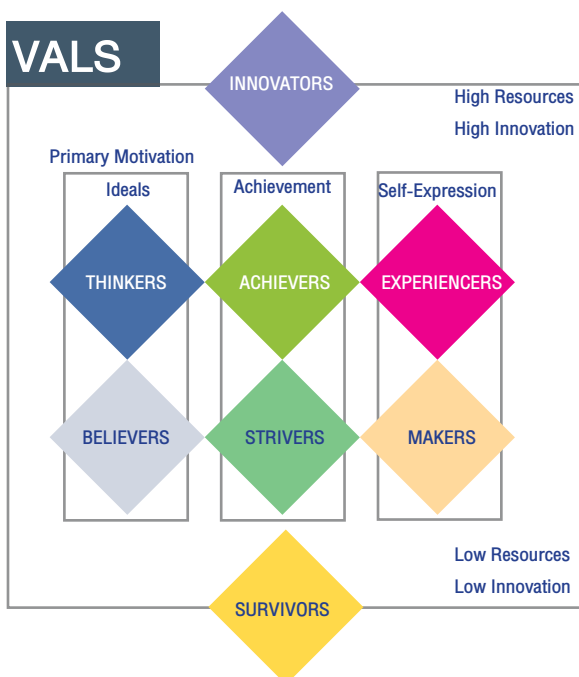 VALS
INNOVATORS
High Resources
High Innovation
Primary Motivation
Ideals
Achievement
Self-Expression
THINKERS
ACHIEVERS
EXPERIENCERS
BELIEVERS
STRIVERS
MAKERS
Low Resources
Low Innovation
SURVIVORS